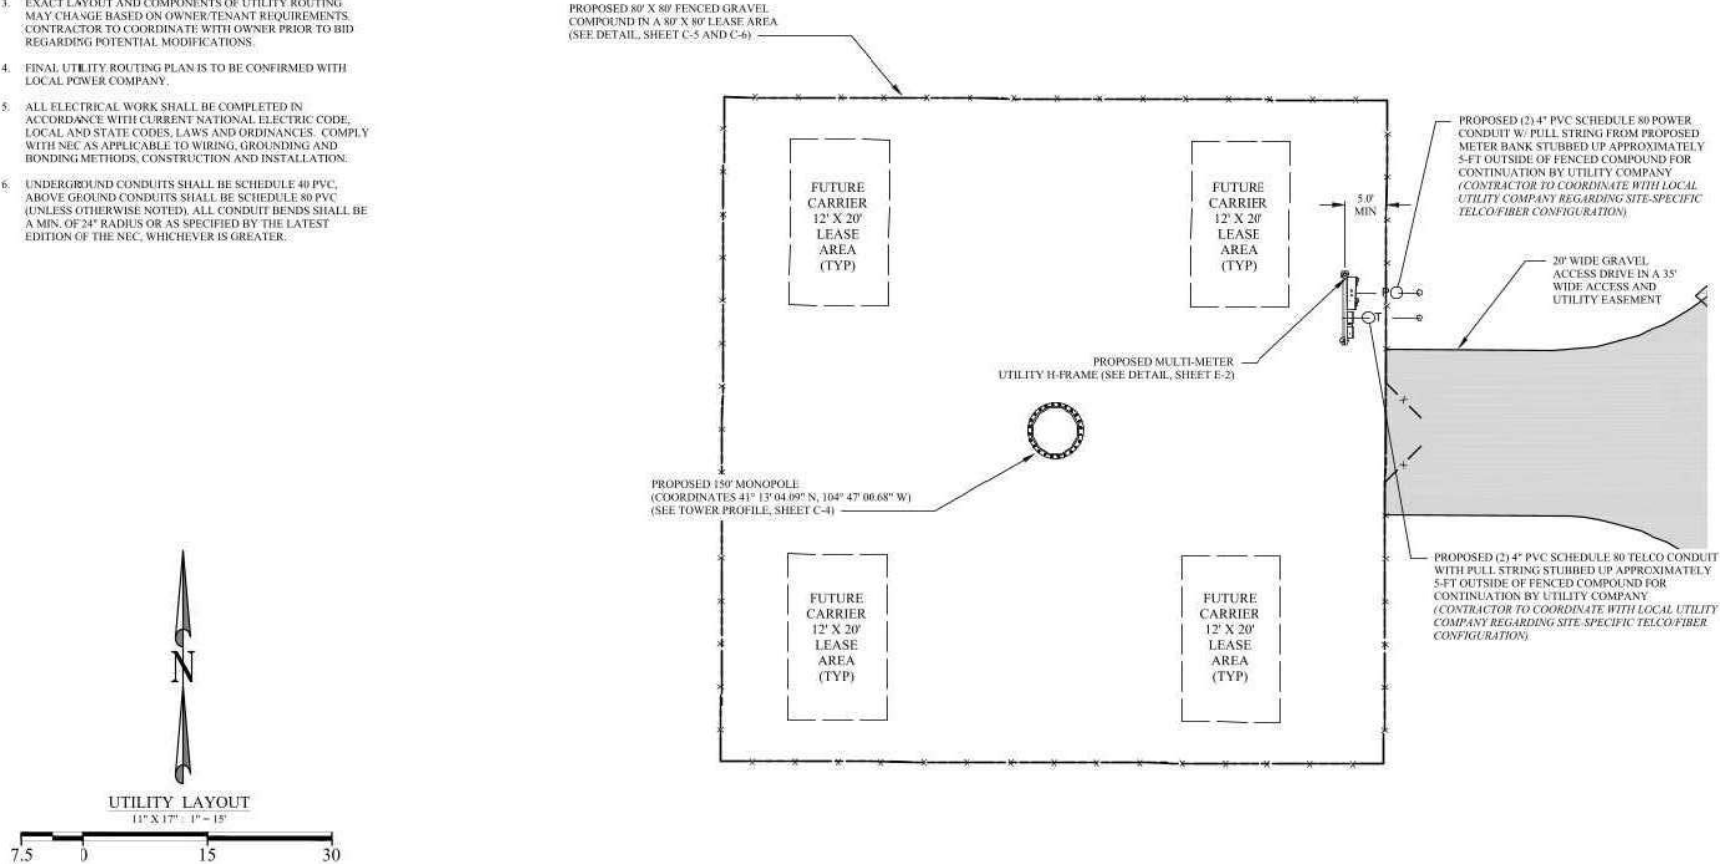 3. EXACT LAYOUT AND COMPONENTS OF UTILITY ROUTING
MAY CHANGE BASED ON OWNER/TENANT REQUIREMENTS.
CONTRACTOR TO COORDINATE WITH OWNER PRIOR TO BID
REGARDING POTENTIAL MODIFICATIONS.
4. FINAL UTILITY ROUTING PLAN IS TO BE CONFIRMED WITH
LOCAL POWER COMPANY.
5. ALL ELECTRICAL WORK SHALL BE COMPLETED IN
ACCORDANCE WITH CURRENT NATIONAL ELECTRIC CODE,
LOCAL AND STATE CODES, LAWS AND ORDINANCES. COMPLY
WITH NEC AS APPLICABLE TO WIRING, GROUNDING AND
BONDING METHODS, CONSTRUCTION AND INSTALLATION.
6. UNDERGROUND CONDUITS SHALL BE SCHEDULE 40 PVC,
ABOVE GROUND CONDUITS SHALL BE SCHEDULE 80 PVC
(UNLESS OTHERWISE NOTED). ALL CONDUIT BENDS SHALL BE
A MIN. OF 24" RADIUS OR AS SPECIFIED BY THE LATEST
EDITION OF THE NEC, WHICHEVER IS GREATER.
PROPOSED 80' X 80' FENCED GRAVEL
COMPOUND IN A 80' X 80' LEASE AREA
(SEE DETAIL, SHEET C-5 AND C-6)
FUTURE
CARRIER
12' X 20'
LEASE
AREA
(TYP)
FUTURE
CARRIER
12' X 20'
LEASE
AREA
(TYP)
5.0'
MIN
PROPOSED (2) 4" PVC SCHEDULE 80 POWER
CONDUIT W/ PULL STRING FROM PROPOSED
METER BANK STUBBED UP APPROXIMATELY
5-FT OUTSIDE OF FENCED COMPOUND FOR
CONTINUATION BY UTILITY COMPANY
(CONTRACTOR TO COORDINATE WITH LOCAL
UTILITY COMPANY REGARDING SITE-SPECIFIC
TELCO/FIBER CONFIGURATION)
20' WIDE GRAVEL
ACCESS DRIVE IN A 35'
WIDE ACCESS AND
UTILITY EASEMENT
P
T
PROPOSED MULTI-METER
UTILITY H-FRAME (SEE DETAIL, SHEET E-2)
PROPOSED 150' MONOPOLE
(COORDINATES 41° 13' 04.09" N, 104° 47' 00.68" W)
(SEE TOWER PROFILE, SHEET C-4)
PROPOSED (2) 4" PVC SCHEDULE 80 TELCO CONDUIT
WITH PULL STRING STUBBED UP APPROXIMATELY
5-FT OUTSIDE OF FENCED COMPOUND FOR
CONTINUATION BY UTILITY COMPANY
(CONTRACTOR TO COORDINATE WITH LOCAL UTILITY
COMPANY REGARDING SITE-SPECIFIC TELCO/FIBER
CONFIGURATION)
FUTURE
CARRIER
12' X 20'
LEASE
AREA
(TYP)
FUTURE
CARRIER
12' X 20'
LEASE
AREA
(TYP)
N
UTILITY LAYOUT
11" X 17" : 1" = 15'
7.5 0 15 30